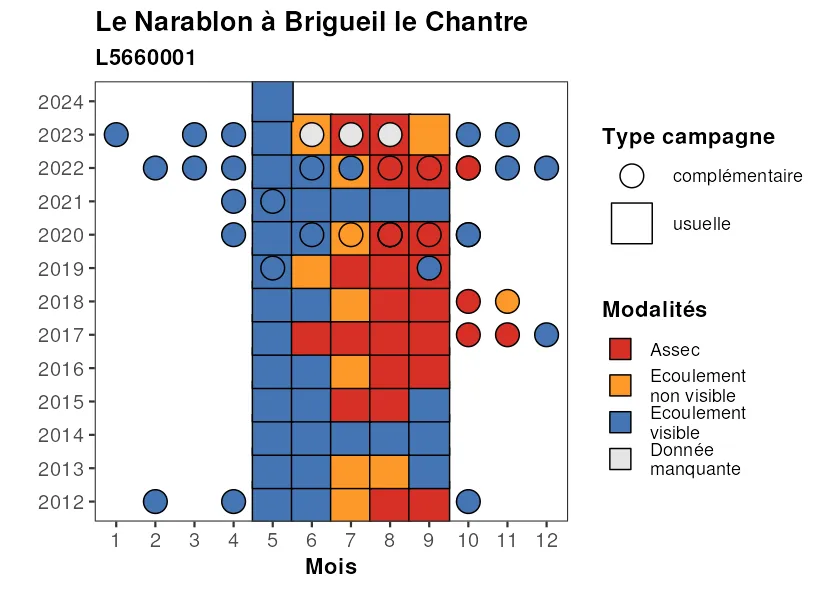 Le Narablon à Brigueil le Chantre
L5660001
2024
2023
2022
2021
2020
2019
2018
2017
2016
2015
2014
2013
2012
1 2 3 4 5 6 7 8 9 10 11 12
Mois
Type campagne
complémentaire
usuelle
Modalités
Assec
Ecoulement
non visible
Ecoulement
visible
Donnée
manquante